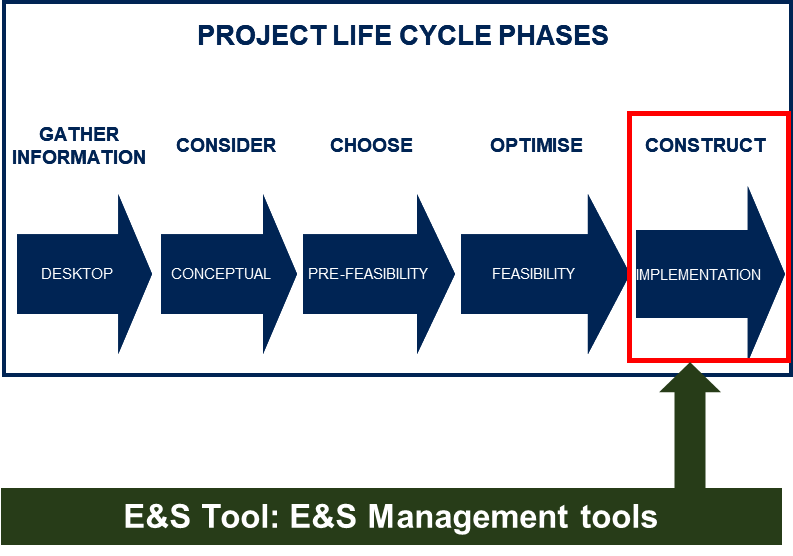 PROJECT LIFE CYCLE PHASES
GATHER
INFORMATION
CONSIDER
CHOOSE
OPTIMISE
CONSTRUCT
DESKTOP
CONCEPTUAL
PRE-FEASIBILITY
FEASIBILITY
IMPLEMENTATION
E&S Tool: E&S Management tools